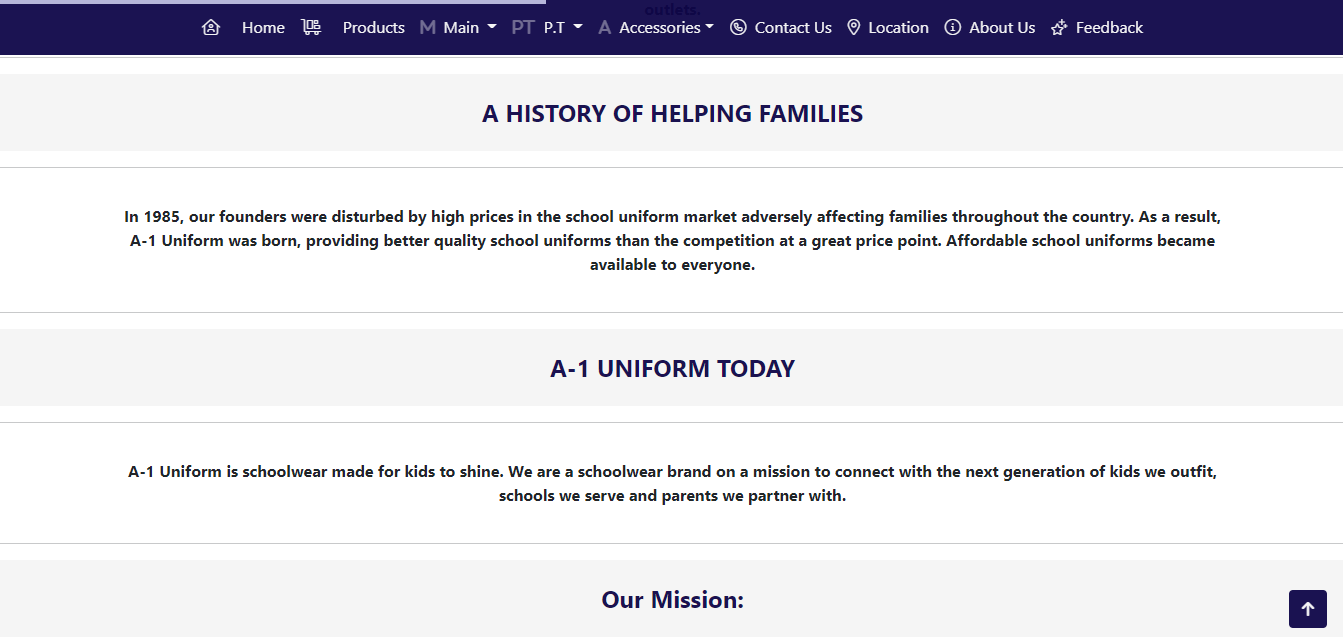 outlets.
Home Products M Main PT P.T A Accessories Contact Us Location About Us Feedback
A HISTORY OF HELPING FAMILIES
In 1985, our founders were disturbed by high prices in the school uniform market adversely affecting families throughout the country. As a result,
A-1 Uniform was born, providing better quality school uniforms than the competition at a great price point. Affordable school uniforms became
available to everyone.
A-1 UNIFORM TODAY
A-1 Uniform is schoolwear made for kids to shine. We are a schoolwear brand on a mission to connect with the next generation of kids we outfit,
schools we serve and parents we partner with.
Our Mission: